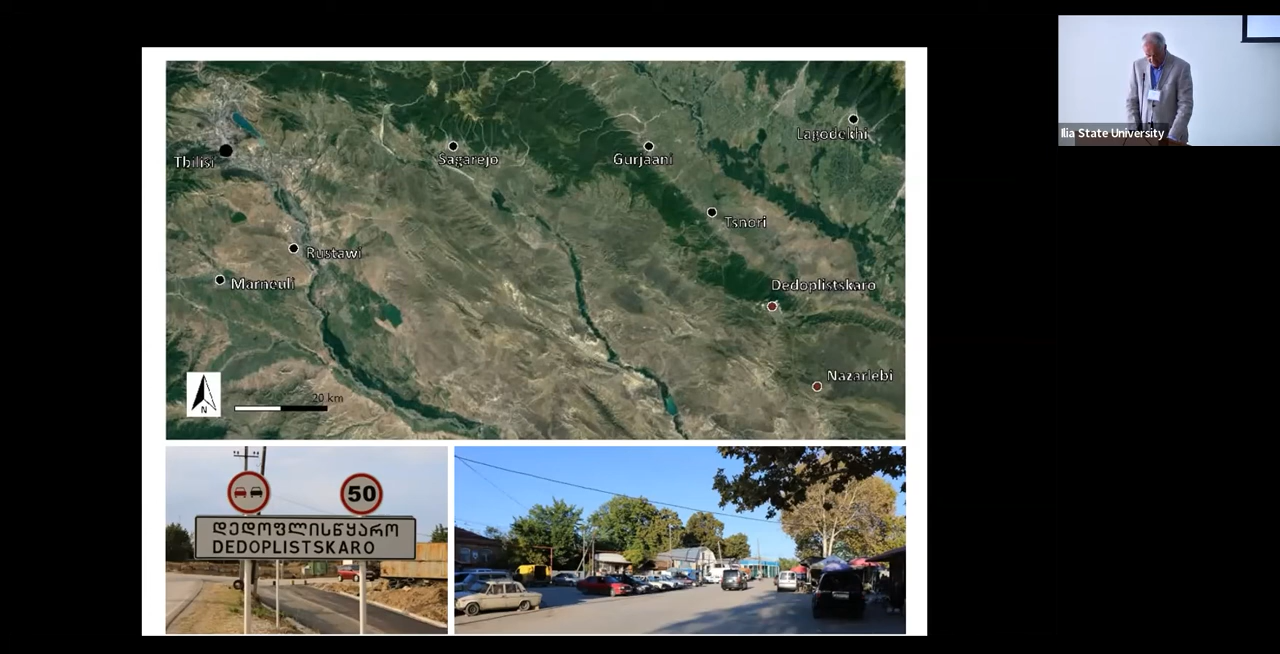 Lagodekhi
Ilia State University
Tbilisi
Sagarejo
Gurjaani
Tsnori
Rustawi
Marneuli
Dedoplistskaro
Nazarlebi
N
20 km
50
ᲓᲔᲓᲝᲤᲚᲘᲡᲬᲧᲐᲠᲝ
DEDOPLISTSKARO